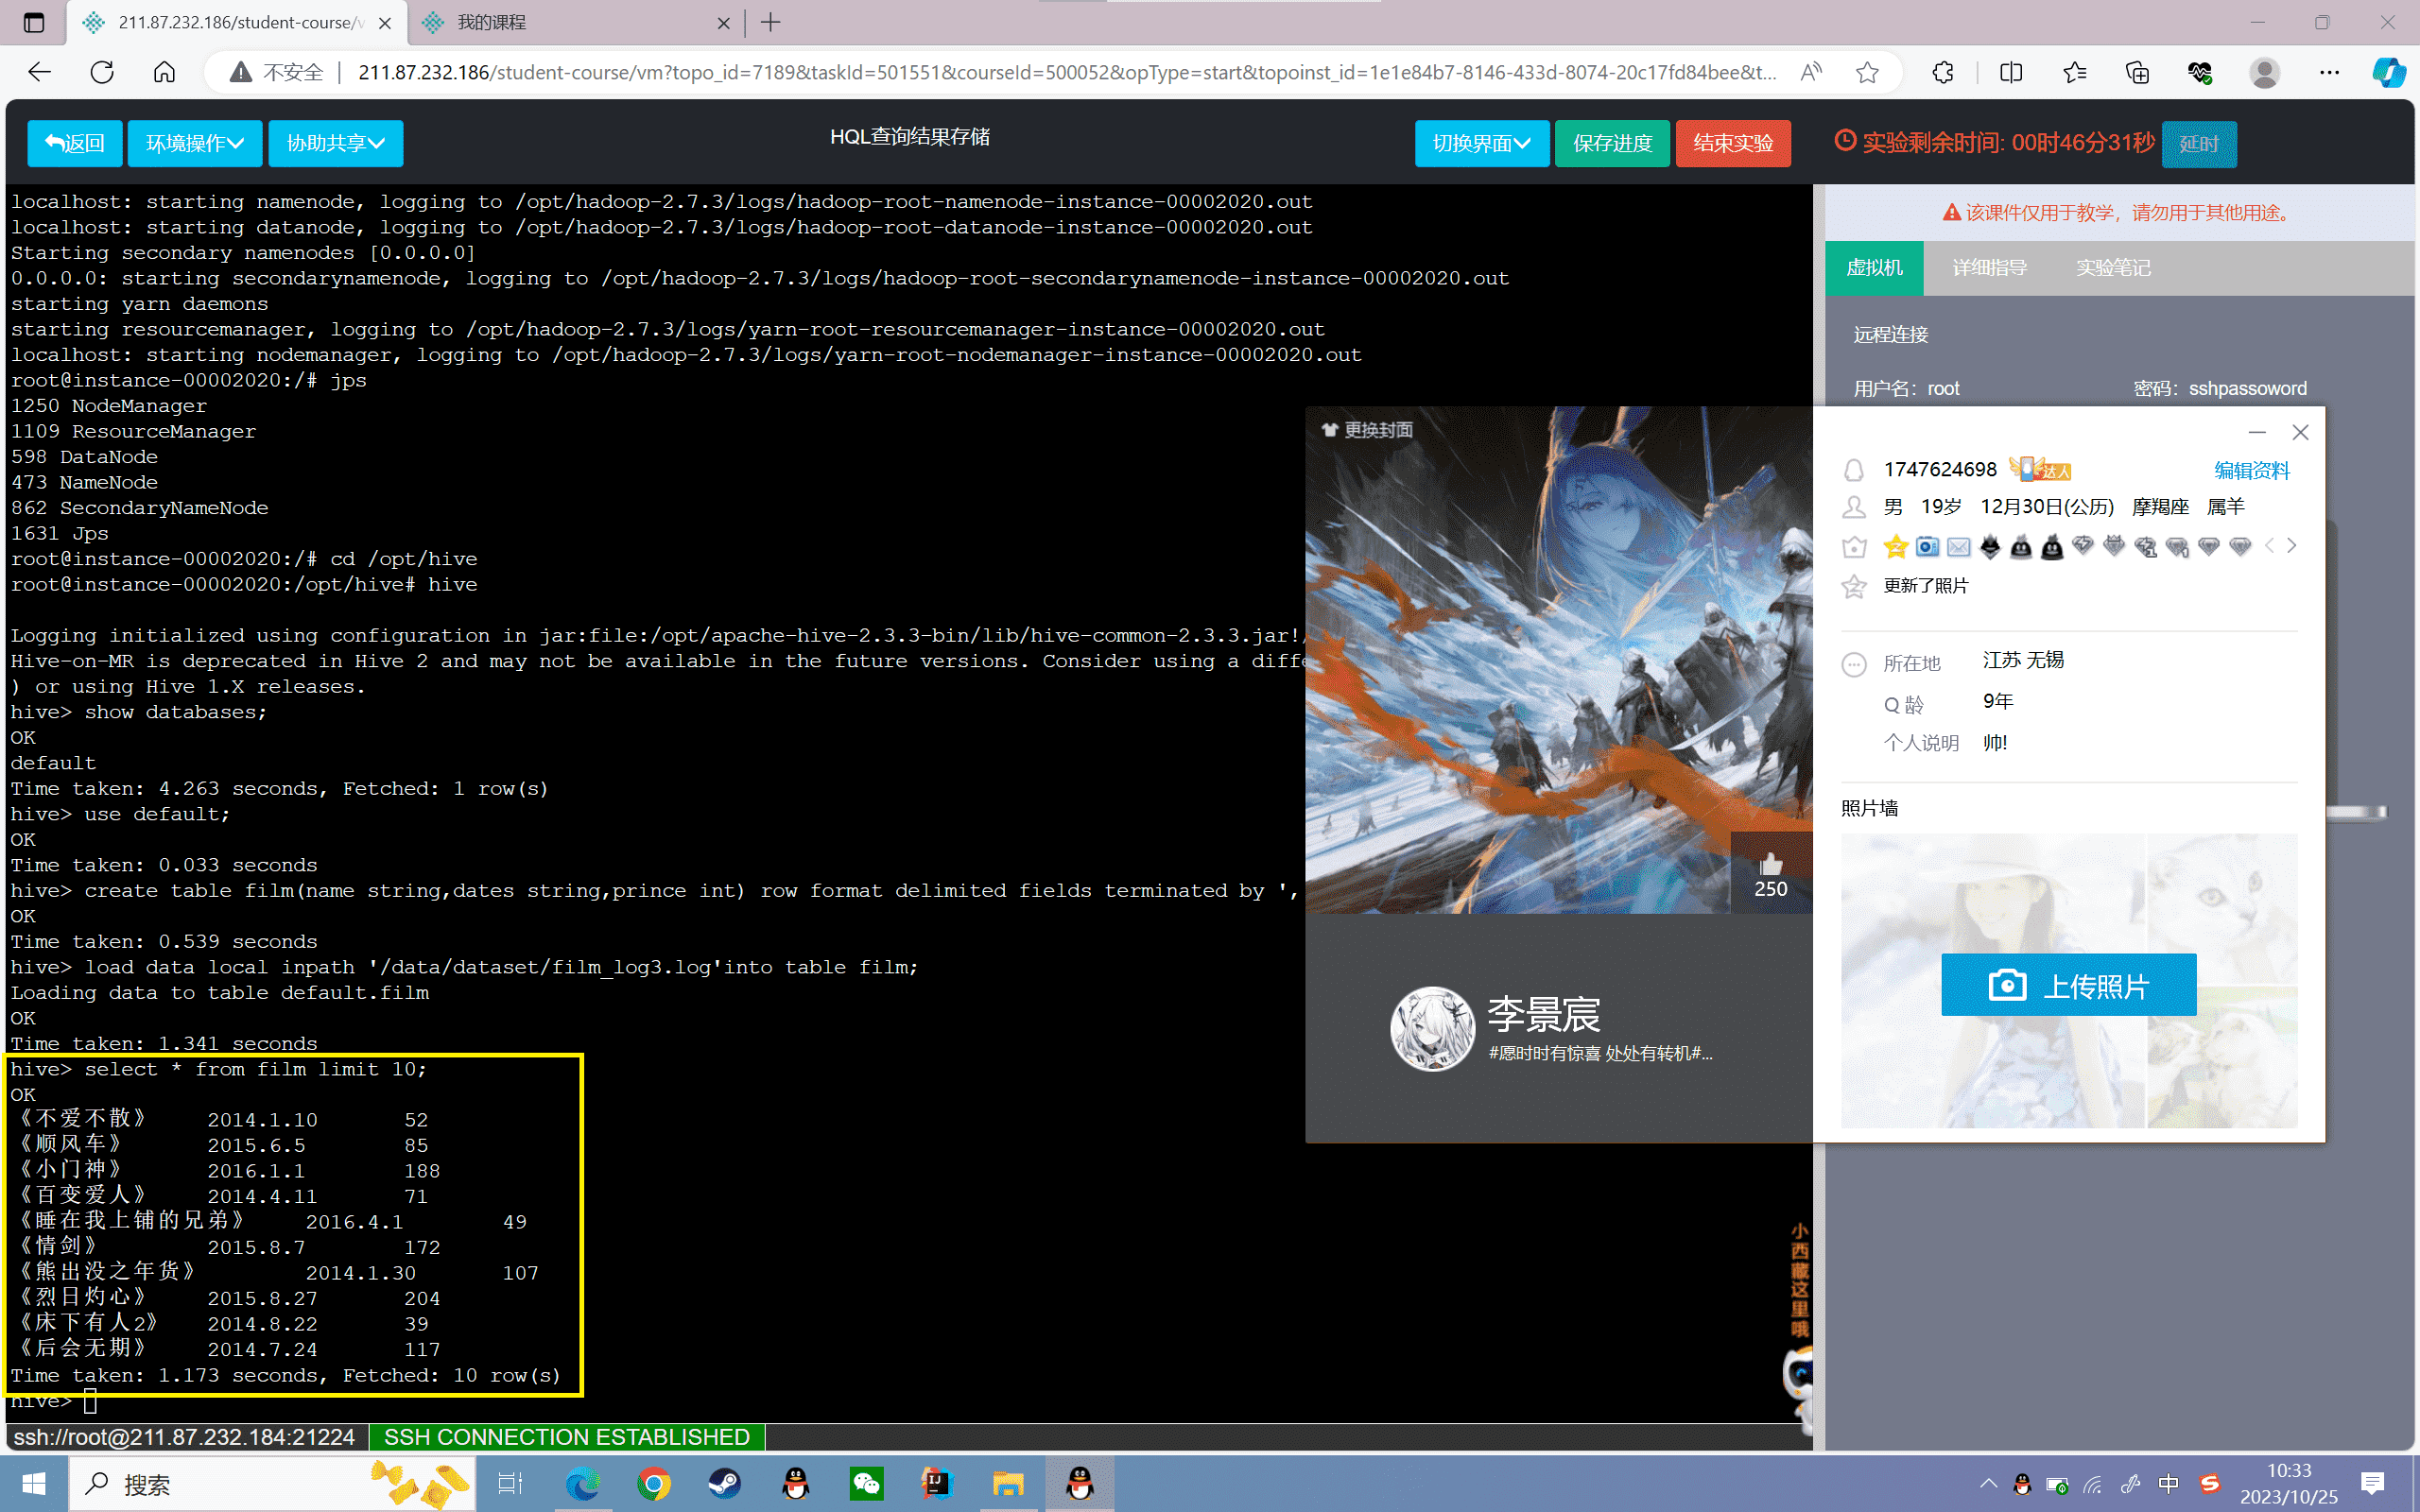 211.87.232.186/student-course/v
我的课程
不安全
211.87.232.186/student-course/vm?topo_id=7189&taskId=501551&courseId=500052&opType=start&topoinst_id=1e1e84b7-8146-433d-8074-20c17fd84bee&t...
返回
环境操作
协助共享
HQL查询结果存储
切换界面
保存进度
结束实验
实验剩余时间: 00时46分31秒
延时
localhost: starting namenode, logging to /opt/hadoop-2.7.3/logs/hadoop-root-namenode-instance-00002020.out
localhost: starting datanode, logging to /opt/hadoop-2.7.3/logs/hadoop-root-datanode-instance-00002020.out
Starting secondary namenodes [0.0.0.0]
0.0.0.0: starting secondarynamenode, logging to /opt/hadoop-2.7.3/logs/hadoop-root-secondarynamenode-instance-00002020.out
starting yarn daemons
starting resourcemanager, logging to /opt/hadoop-2.7.3/logs/yarn-root-resourcemanager-instance-00002020.out
localhost: starting nodemanager, logging to /opt/hadoop-2.7.3/logs/yarn-root-nodemanager-instance-00002020.out
root@instance-00002020:/# jps
1250 NodeManager
1109 ResourceManager
598 DataNode
473 NameNode
862 SecondaryNameNode
1631 Jps
root@instance-00002020:/# cd /opt/hive
root@instance-00002020:/opt/hive# hive
Logging initialized using configuration in jar:file:/opt/apache-hive-2.3.3-bin/lib/hive-common-2.3.3.jar!/
Hive-on-MR is deprecated in Hive 2 and may not be available in the future versions. Consider using a diffe
) or using Hive 1.X releases.
hive> show databases;
OK
default
Time taken: 4.263 seconds, Fetched: 1 row(s)
hive> use default;
OK
Time taken: 0.033 seconds
hive> create table film(name string,dates string,prince int) row format delimited fields terminated by ',
OK
Time taken: 0.539 seconds
hive> load data local inpath '/data/dataset/film_log3.log'into table film;
Loading data to table default.film
OK
Time taken: 1.341 seconds
hive> select * from film limit 10;
OK
《不爱不散》 2014.1.10 52
《顺风车》 2015.6.5 85
《小门神》 2016.1.1 188
《百变爱人》 2014.4.11 71
《睡在我上铺的兄弟》 2016.4.1 49
《情剑》 2015.8.7 172
《熊出没之年货》 2014.1.30 107
《烈日灼心》 2015.8.27 204
《床下有人2》 2014.8.22 39
《后会无期》 2014.7.24 117
Time taken: 1.173 seconds, Fetched: 10 row(s)
hive>
ssh://root@211.87.232.184:21224
SSH CONNECTION ESTABLISHED
该课件仅用于教学，请勿用于其他用途。
虚拟机
详细指导
实验笔记
远程连接
用户名：root
密码：sshpassoword
更换封面
250
李景宸
#愿时时有惊喜 处处有转机#...
1747624698
达人
编辑资料
男 19岁 12月30日(公历) 摩羯座 属羊
更新了照片
所在地 江苏 无锡
Q 龄 9年
个人说明 帅!
照片墙
上传照片
小西藏这里哦
搜索
中
10:33
2023/10/25